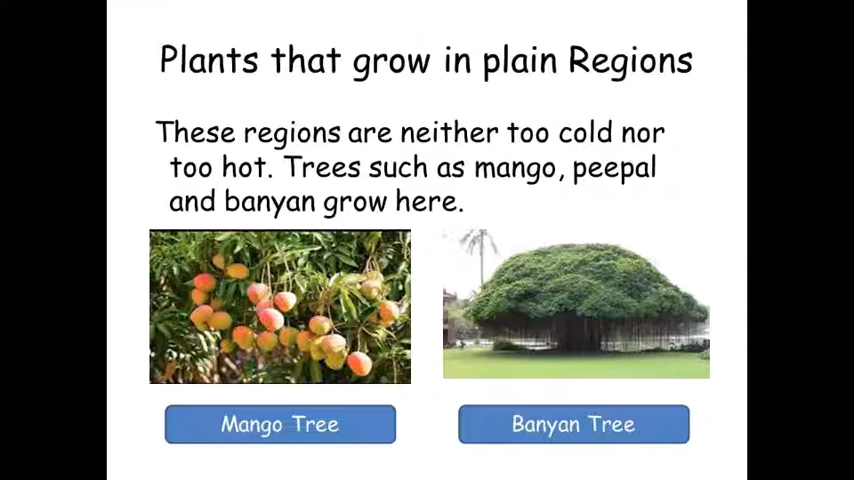 Plants that grow in plain Regions
These regions are neither too cold nor
too hot. Trees such as mango, peepal
and banyan grow here.
Mango Tree
Banyan Tree